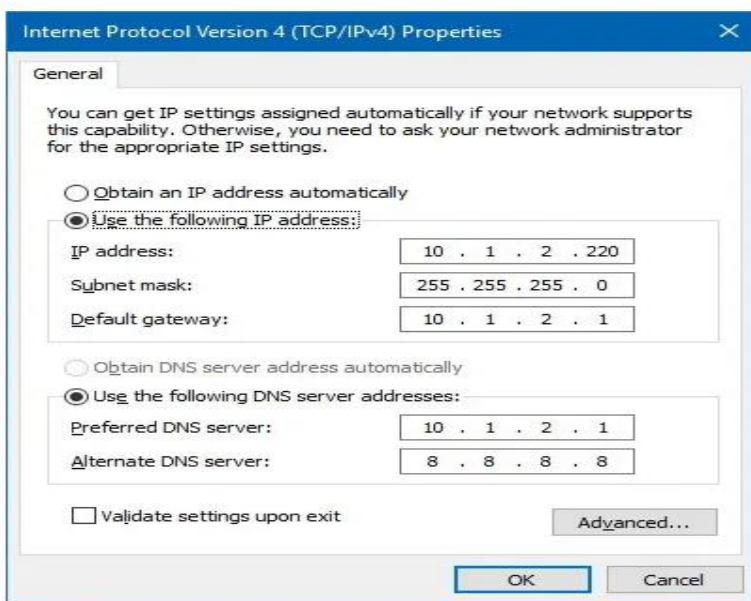 Internet Protocol Version 4 (TCP/IPv4) Properties
General
You can get IP settings assigned automatically if your network supports
this capability. Otherwise, you need to ask your network administrator
for the appropriate IP settings.
Obtain an IP address automatically
Use the following IP address:
IP address: 10 . 1 . 2 . 220
Subnet mask: 255 . 255 . 255 . 0
Default gateway: 10 . 1 . 2 . 1
Obtain DNS server address automatically
Use the following DNS server addresses:
Preferred DNS server: 10 . 1 . 2 . 1
Alternate DNS server: 8 . 8 . 8 . 8
Validate settings upon exit
Advanced...
OK Cancel